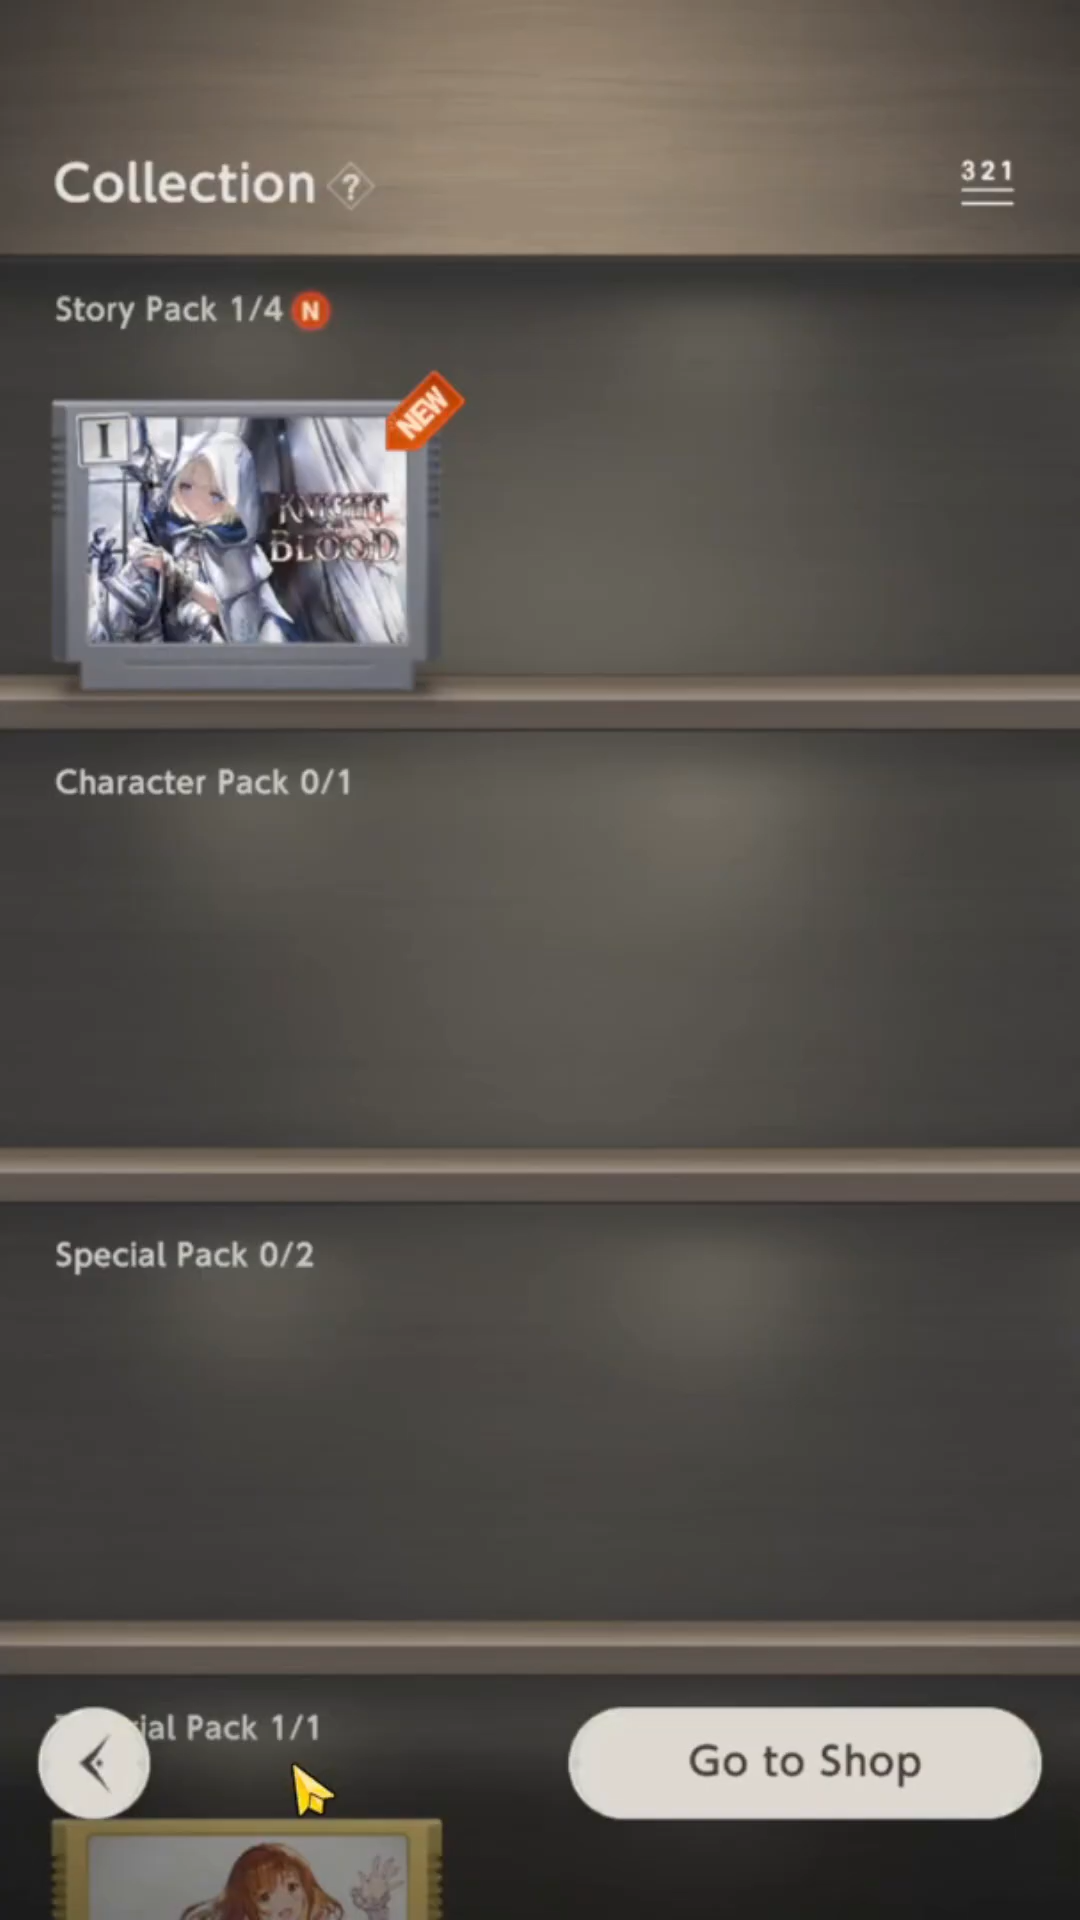 Collection ?
321
Story Pack 1/4 N
NEW
I
KNIGHT
BLOOD
Character Pack 0/1
Special Pack 0/2
ial Pack 1/1
Go to Shop